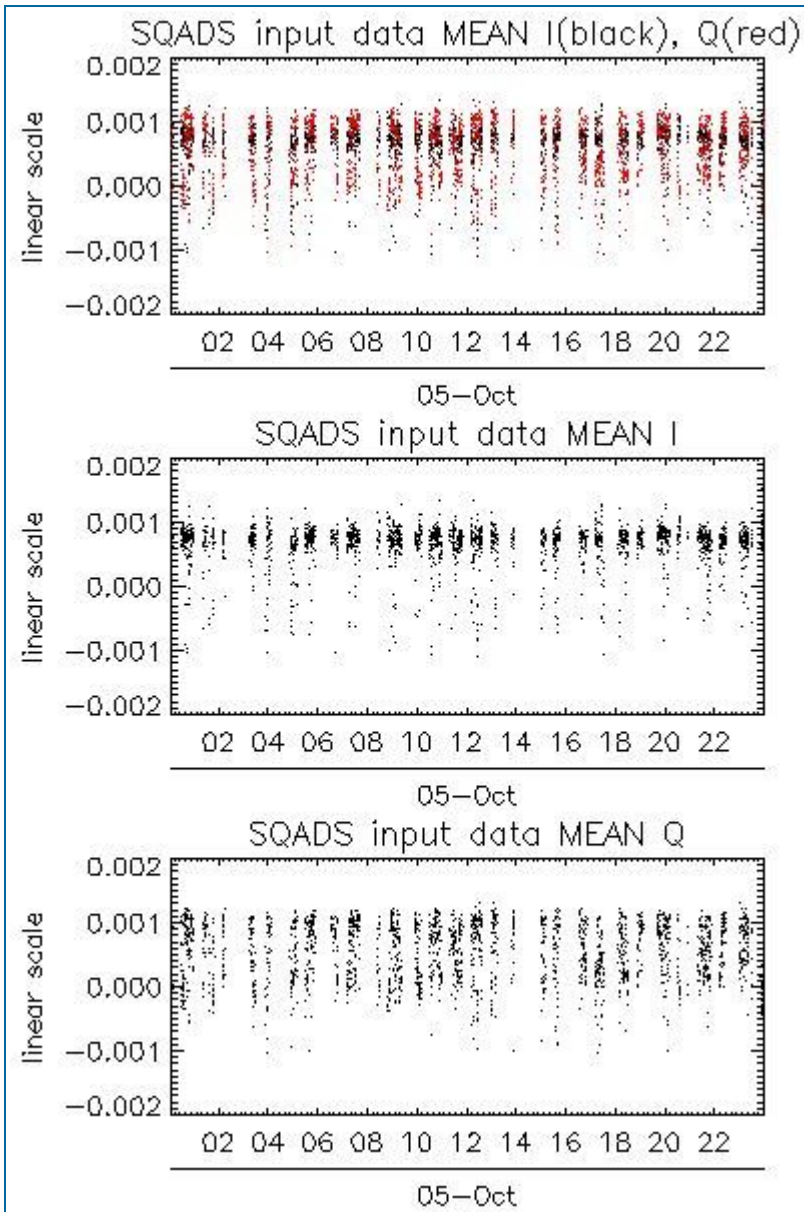 SQADS input data MEAN I(black), Q(red)
linear scale
0.002
0.001
0.000
-0.001
-0.002
02 04 06 08 10 12 14 16 18 20 22
05-Oct
SQADS input data MEAN I
linear scale
0.002
0.001
0.000
-0.001
-0.002
02 04 06 08 10 12 14 16 18 20 22
05-Oct
SQADS input data MEAN Q
linear scale
0.002
0.001
0.000
-0.001
-0.002
02 04 06 08 10 12 14 16 18 20 22
05-Oct